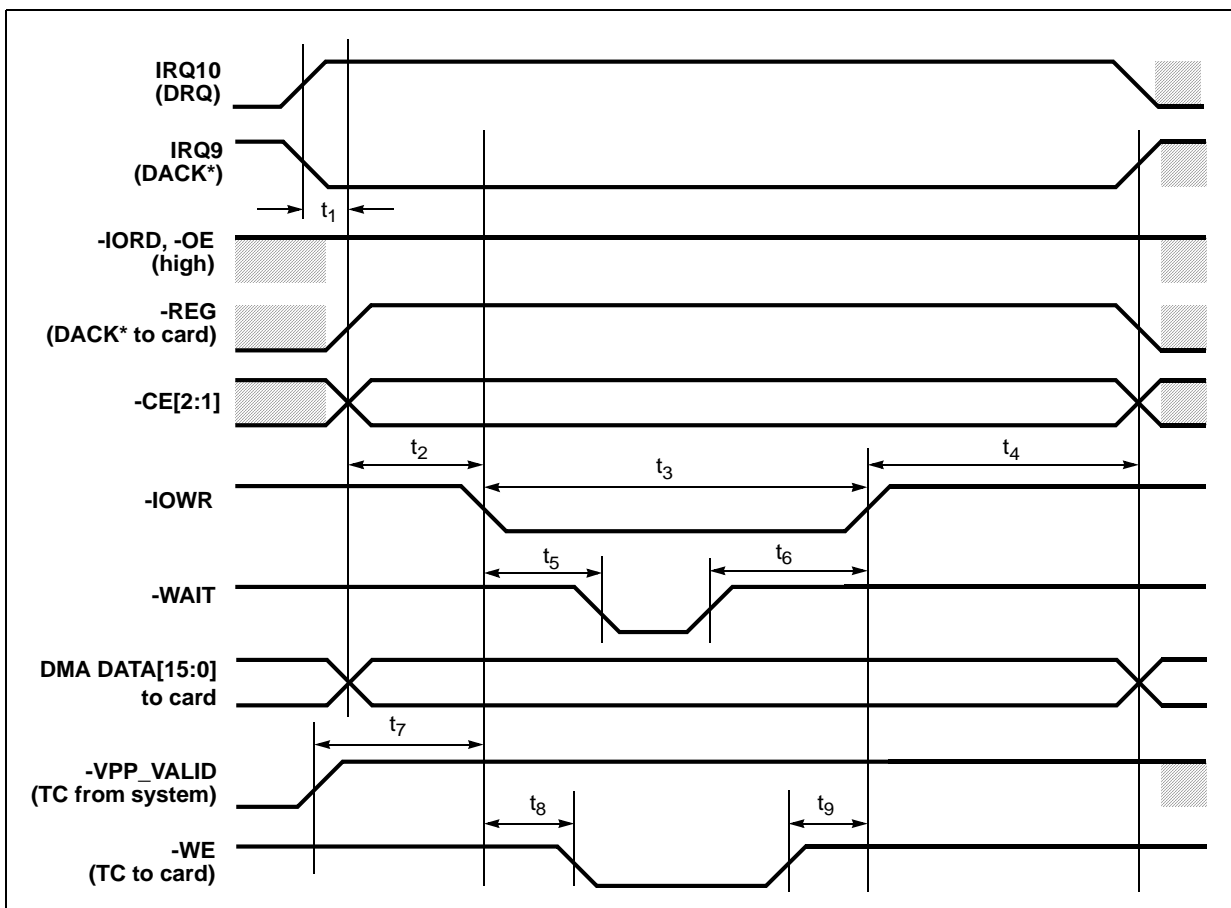 IRQ10
(DRQ)
IRQ9
(DACK*)
t1
-IORD, -OE
(high)
-REG
(DACK* to card)
-CE[2:1]
t2
t3
t4
-IOWR
t5
t6
-WAIT
DMA DATA[15:0]
to card
t7
-VPP_VALID
(TC from system)
t8
t9
-WE
(TC to card)